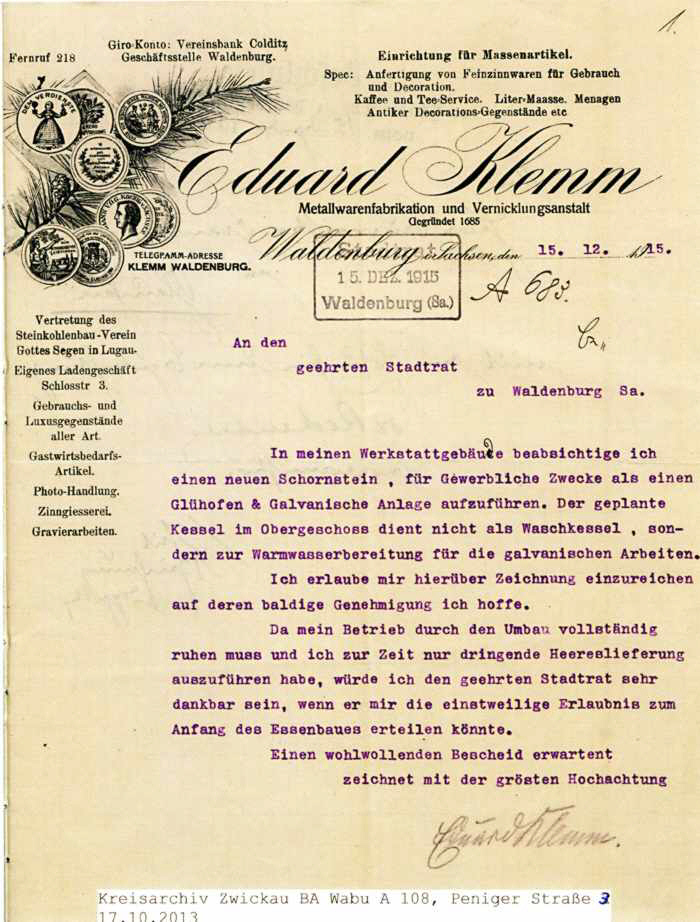 1.
Fernruf 218
Giro-Konto: Vereinsbank Colditz
Geschäftsstelle Waldenburg.
Einrichtung für Massenartikel.
Spec: Anfertigung von Feinzinnwaren für Gebrauch
und Decoration.
Kaffee und Tee-Service. Liter-Maasse. Menagen
Antiker Decorations-Gegenstände etc
DEM VERDIENSTE
Eduard Klemm
Metallwarenfabrikation und Vernicklungsanstalt
Gegründet 1685
TELEGRAMM-ADRESSE
KLEMM WALDENBURG.
Waldenburg in Sachsen, den 15. 12. 1915.
Stadtrat
15. DEZ. 1915
Waldenburg (Sa.)
A 683.
Vertretung des
Steinkohlenbau-Verein
Gottes Segen in Lugau.
Eigenes Ladengeschäft
Schlosstr 3.
Gebrauchs- und
Luxusgegenstände
aller Art.
Gastwirtsbedarfs-
Artikel.
Photo-Handlung.
Zinngiesserei.
Gravierarbeiten.
An den
geehrten Stadtrat
zu Waldenburg Sa.
In meinen Werkstattgebäude beabsichtige ich
einen neuen Schornstein , für Gewerbliche Zwecke als einen
Glühofen & Galvanische Anlage aufzuführen. Der geplante
Kessel im Obergeschoss dient nicht als Waschkessel , son-
dern zur Warmwasserbereitung für die galvanischen Arbeiten.
Ich erlaube mir hierüber Zeichnung einzureichen
auf deren baldige Genehmigung ich hoffe.
Da mein Betrieb durch den Umbau vollständig
ruhen muss und ich zur Zeit nur dringende Heereslieferung
auszuführen habe, würde ich den geehrten Stadtrat sehr
dankbar sein, wenn er mir die einstweilige Erlaubnis zum
Anfang des Essenbaues erteilen könnte.
Einen wohlwollenden Bescheid erwartent
zeichnet mit der grösten Hochachtung
Eduard Klemm.
Kreisarchiv Zwickau BA Wabu A 108, Peniger Straße 3
17.10.2013